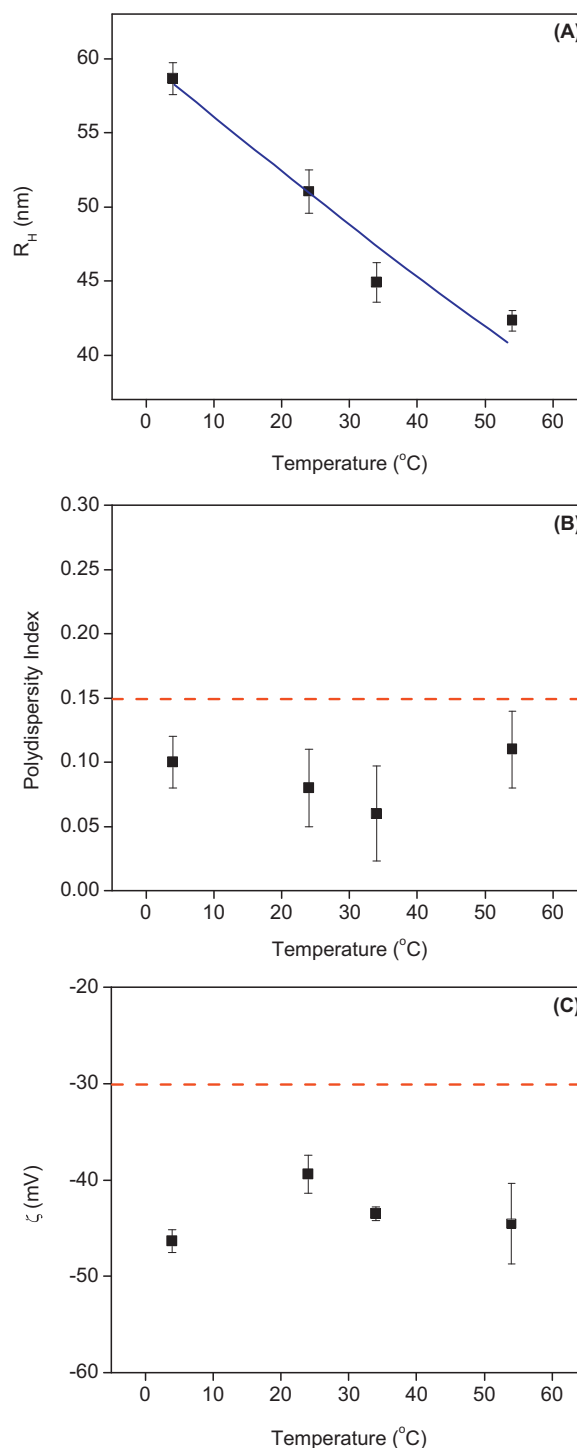 (A)
60
55
50
45
40
R_H (nm)
0 10 20 30 40 50 60
Temperature (°C)
(B)
0.30
0.25
0.20
0.15
0.10
0.05
0.00
Polydispersity Index
0 10 20 30 40 50 60
Temperature (°C)
(C)
-20
-30
-40
-50
-60
ζ (mV)
0 10 20 30 40 50 60
Temperature (°C)